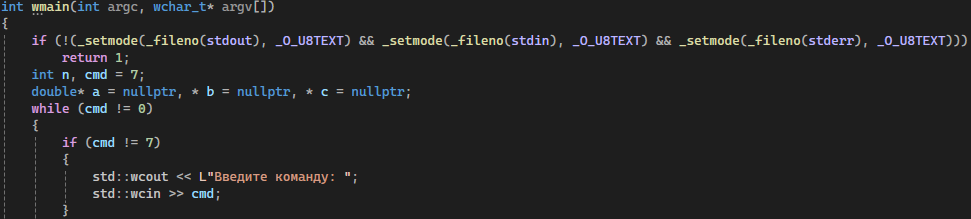 int wmain(int argc, wchar_t* argv[])
{
    if (!(_setmode(_fileno(stdout), _O_U8TEXT) && _setmode(_fileno(stdin), _O_U8TEXT) && _setmode(_fileno(stderr), _O_U8TEXT)))
        return 1;
    int n, cmd = 7;
    double* a = nullptr, * b = nullptr, * c = nullptr;
    while (cmd != 0)
    {
        if (cmd != 7)
        {
            std::wcout << L"Введите команду: ";
            std::wcin >> cmd;
        }